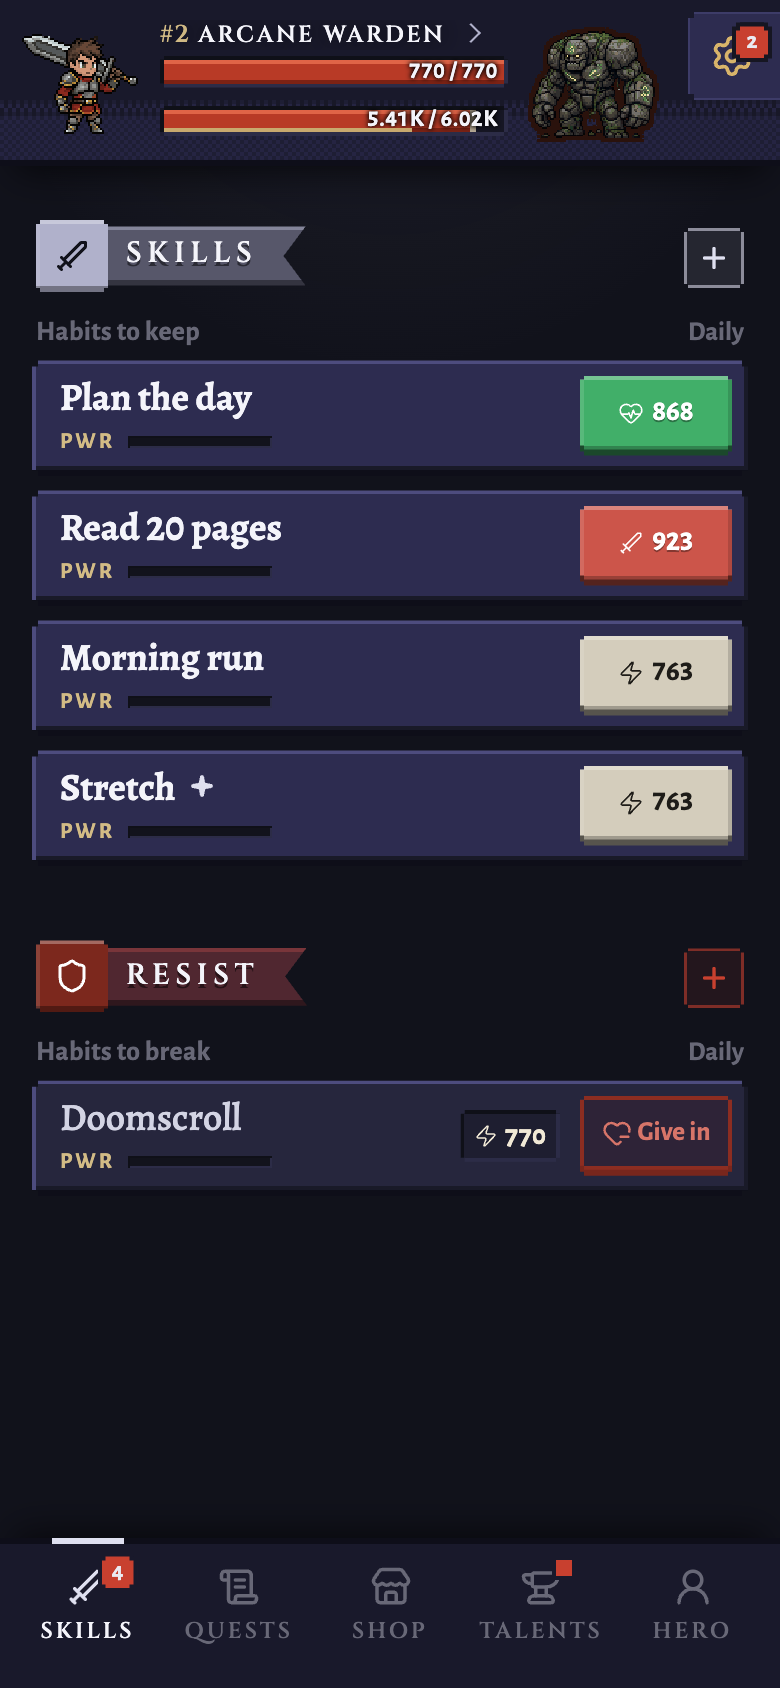 #2 ARCANE WARDEN
770 / 770
5.41K / 6.02K
2
SKILLS
Habits to keep
Daily
Plan the day
PWR
868
Read 20 pages
PWR
923
Morning run
PWR
763
Stretch
PWR
763
RESIST
Habits to break
Daily
Doomscroll
PWR
770
Give in
4
SKILLS
QUESTS
SHOP
TALENTS
HERO